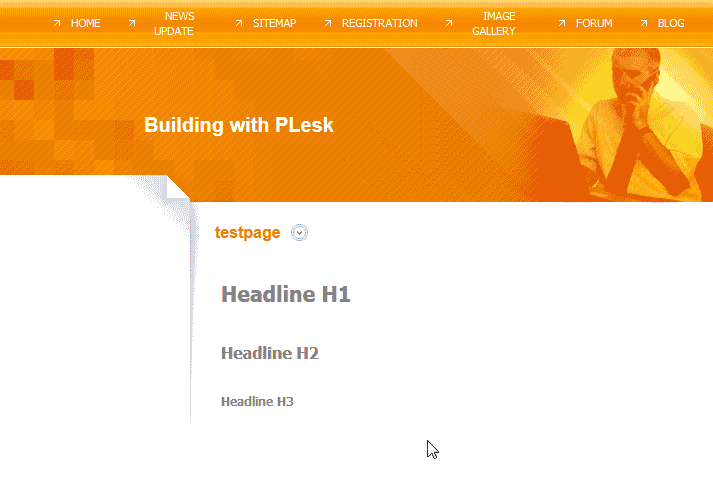 HOME
NEWS
UPDATE
SITEMAP
REGISTRATION
IMAGE
GALLERY
FORUM
BLOG
Building with PLesk
testpage
Headline H1
Headline H2
Headline H3